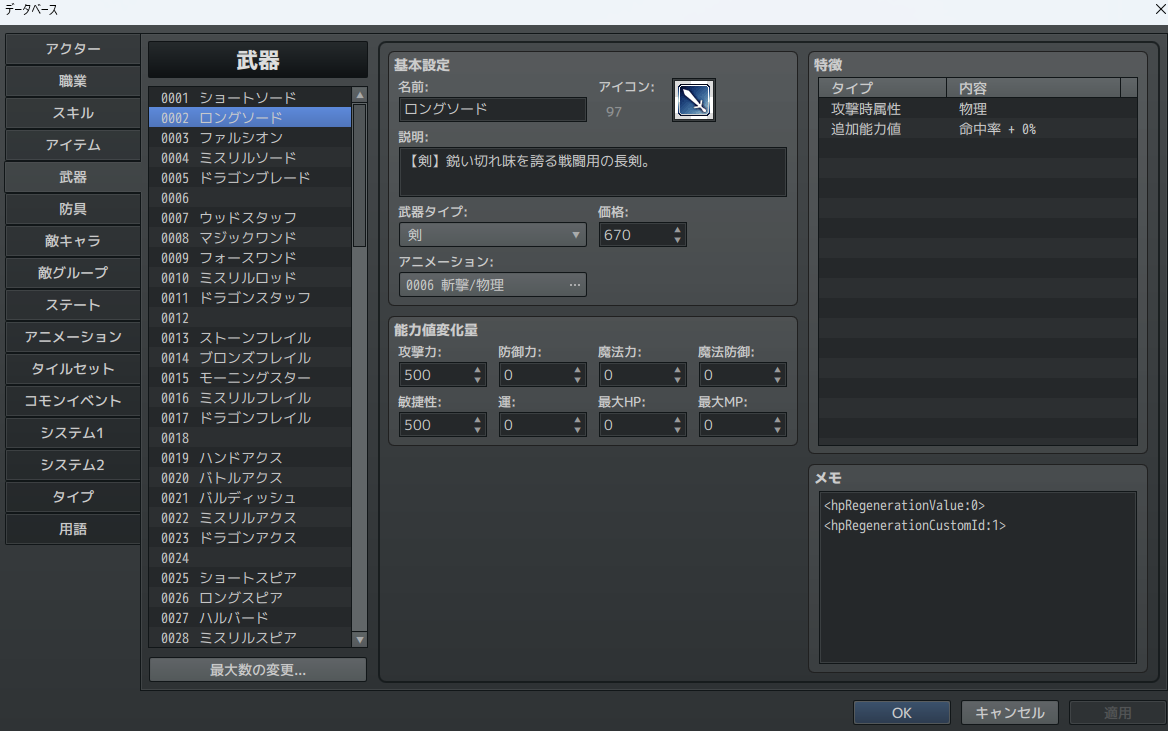 データベース
アクター
職業
スキル
アイテム
武器
防具
敵キャラ
敵グループ
ステート
アニメーション
タイルセット
コモンイベント
システム1
システム2
タイプ
用語
武器
0001 ショートソード
0002 ロングソード
0003 ファルシオン
0004 ミスリルソード
0005 ドラゴンブレード
0006
0007 ウッドスタッフ
0008 マジックワンド
0009 フォースワンド
0010 ミスリルロッド
0011 ドラゴンスタッフ
0012
0013 ストーンフレイル
0014 ブロンズフレイル
0015 モーニングスター
0016 ミスリルフレイル
0017 ドラゴンフレイル
0018
0019 ハンドアクス
0020 バトルアクス
0021 バルディッシュ
0022 ミスリルアクス
0023 ドラゴンアクス
0024
0025 ショートスピア
0026 ロングスピア
0027 ハルバード
0028 ミスリルスピア
最大数の変更...
基本設定
名前: アイコン:
ロングソード 97
説明:
【剣】鋭い切れ味を誇る戦闘用の長剣。
武器タイプ: 価格:
剣 670
アニメーション:
0006 斬撃/物理 ...
能力値変化量
攻撃力: 防御力: 魔法力: 魔法防御:
500 0 0 0
敏捷性: 運: 最大HP: 最大MP:
500 0 0 0
特徴
タイプ 内容
攻撃時属性 物理
追加能力値 命中率 + 0%
メモ
<hpRegenerationValue:0>
<hpRegenerationCustomId:1>
OK キャンセル 適用